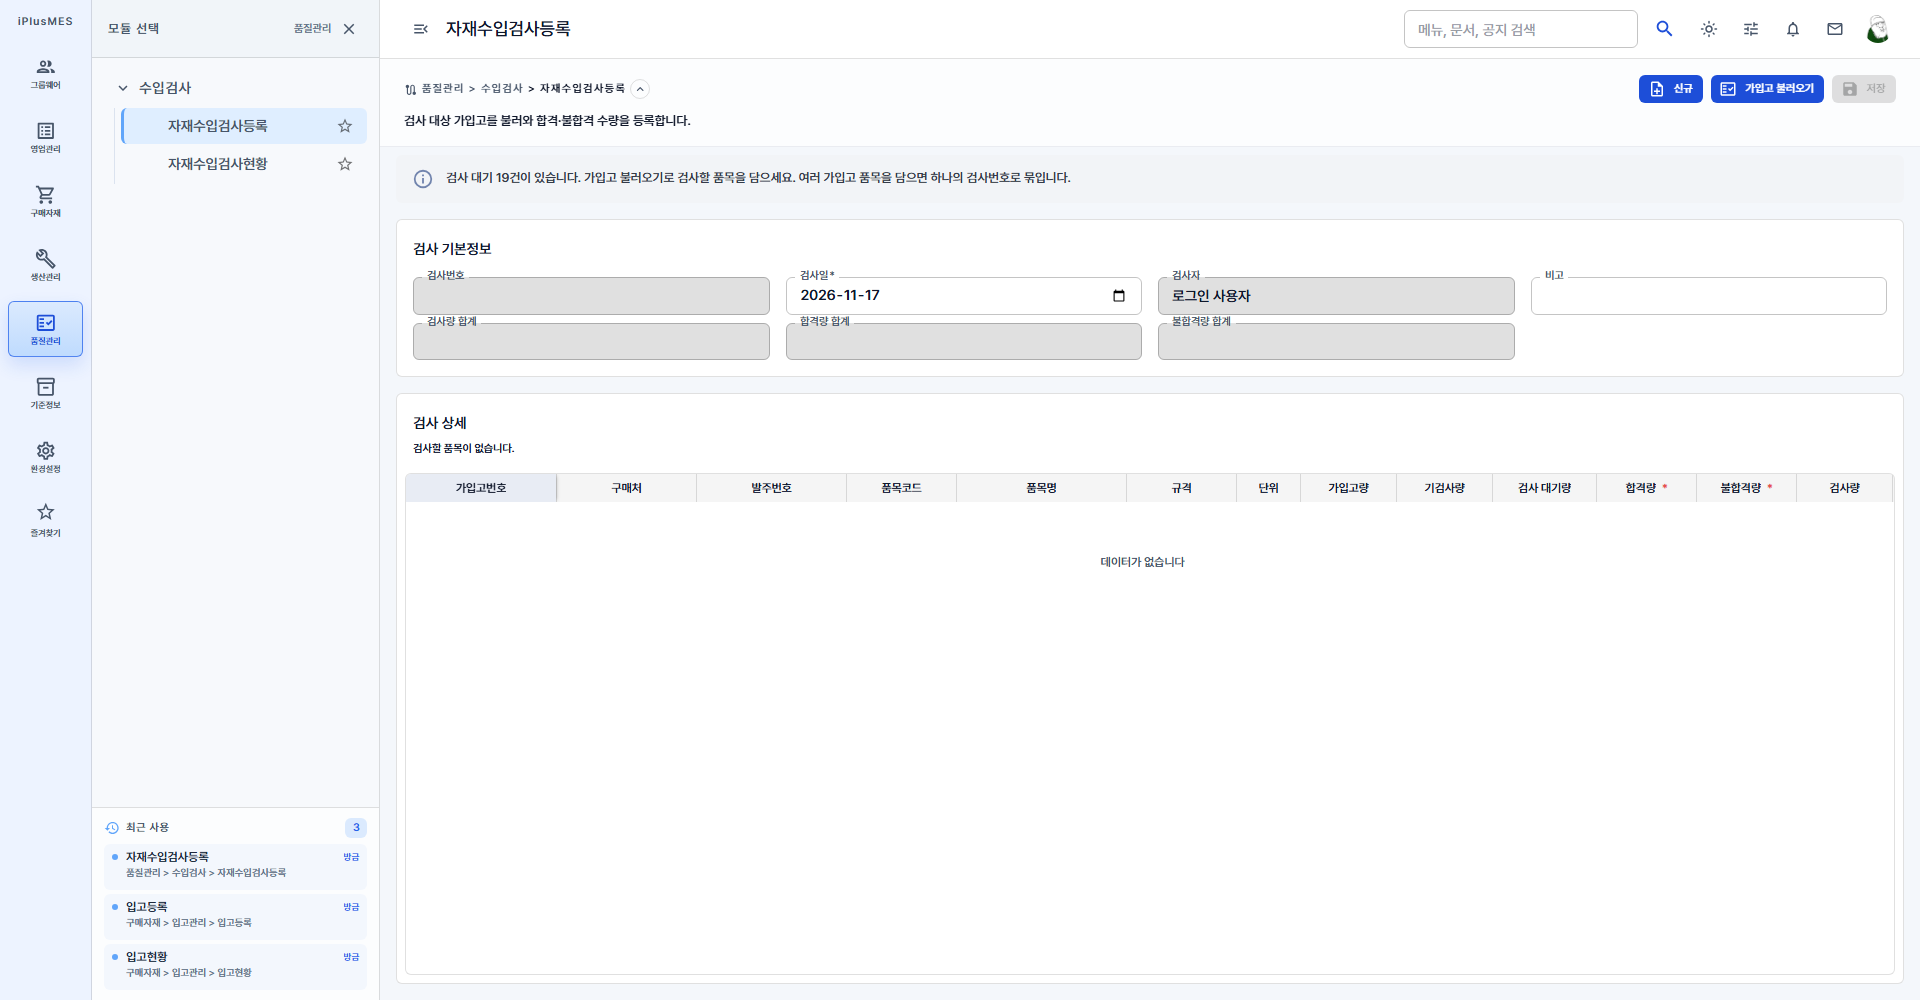 iPlusMES
그룹웨어
영업관리
구매자재
생산관리
품질관리
기준정보
환경설정
즐겨찾기
모듈 선택
품질관리
수입검사
자재수입검사등록
자재수입검사현황
최근 사용
3
자재수입검사등록
방금
품질관리 > 수입검사 > 자재수입검사등록
입고등록
방금
구매자재 > 입고관리 > 입고등록
입고현황
방금
구매자재 > 입고관리 > 입고현황
자재수입검사등록
메뉴, 문서, 공지 검색
품질관리 > 수입검사 > 자재수입검사등록
신규
가입고 불러오기
저장
검사 대상 가입고를 불러와 합격·불합격 수량을 등록합니다.
검사 대기 19건이 있습니다. 가입고 불러오기로 검사할 품목을 담으세요. 여러 가입고 품목을 담으면 하나의 검사번호로 묶입니다.
검사 기본정보
검사번호
검사일*
2026-11-17
검사자
로그인 사용자
비고
검사량 합계
합격량 합계
불합격량 합계
검사 상세
검사할 품목이 없습니다.
가입고번호 구매처 발주번호 품목코드 품목명 규격 단위 가입고량 기검사량 검사 대기량 합격량 * 불합격량 * 검사량
데이터가 없습니다